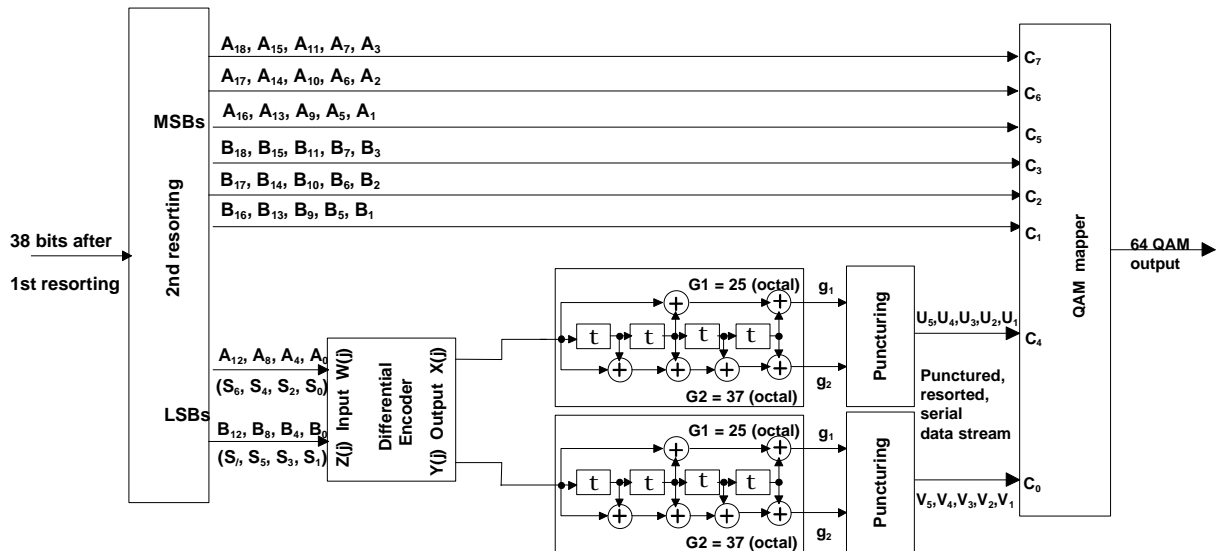 A18, A15, A11, A7, A3
A17, A14, A10, A6, A2
A16, A13, A9, A5, A1
MSBs
B18, B15, B11, B7, B3
B17, B14, B10, B6, B2
B16, B13, B9, B5, B1
38 bits after
1st resorting
2nd resorting
LSBs
A12, A8, A4, A0
(S6, S4, S2, S0)
B12, B8, B4, B0
(S/, S5, S3, S1)
Z(j) Input W(j)
Differential
Encoder
Y(j) Output X(j)
G1 = 25 (octal)
t t t t
G2 = 37 (octal)
g1
g2
Puncturing
G1 = 25 (octal)
t t t t
G2 = 37 (octal)
g1
g2
Puncturing
U5,U4,U3,U2,U1
Punctured,
resorted,
serial
data stream
V5,V4,V3,V2,V1
C7
C6
C5
C3
C2
C1
C4
C0
QAM mapper
64 QAM
output